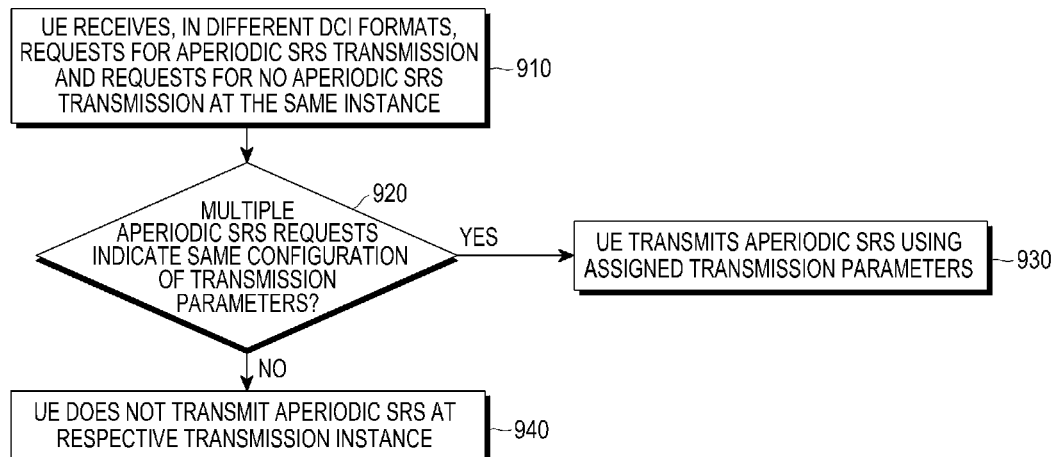 UE RECEIVES, IN DIFFERENT DCI FORMATS,
REQUESTS FOR APERIODIC SRS TRANSMISSION
AND REQUESTS FOR NO APERIODIC SRS
TRANSMISSION AT THE SAME INSTANCE
910
920
MULTIPLE
APERIODIC SRS REQUESTS
INDICATE SAME CONFIGURATION
OF TRANSMISSION
PARAMETERS?
YES
UE TRANSMITS APERIODIC SRS USING
ASSIGNED TRANSMISSION PARAMETERS
930
NO
UE DOES NOT TRANSMIT APERIODIC SRS AT
RESPECTIVE TRANSMISSION INSTANCE
940